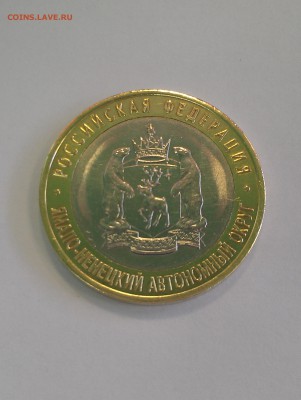 COINS.LAVE.RU
РОССИЙСКАЯ ФЕДЕРАЦИЯ
ЯМАЛО-НЕНЕЦКИЙ АВТОНОМНЫЙ ОКРУГ